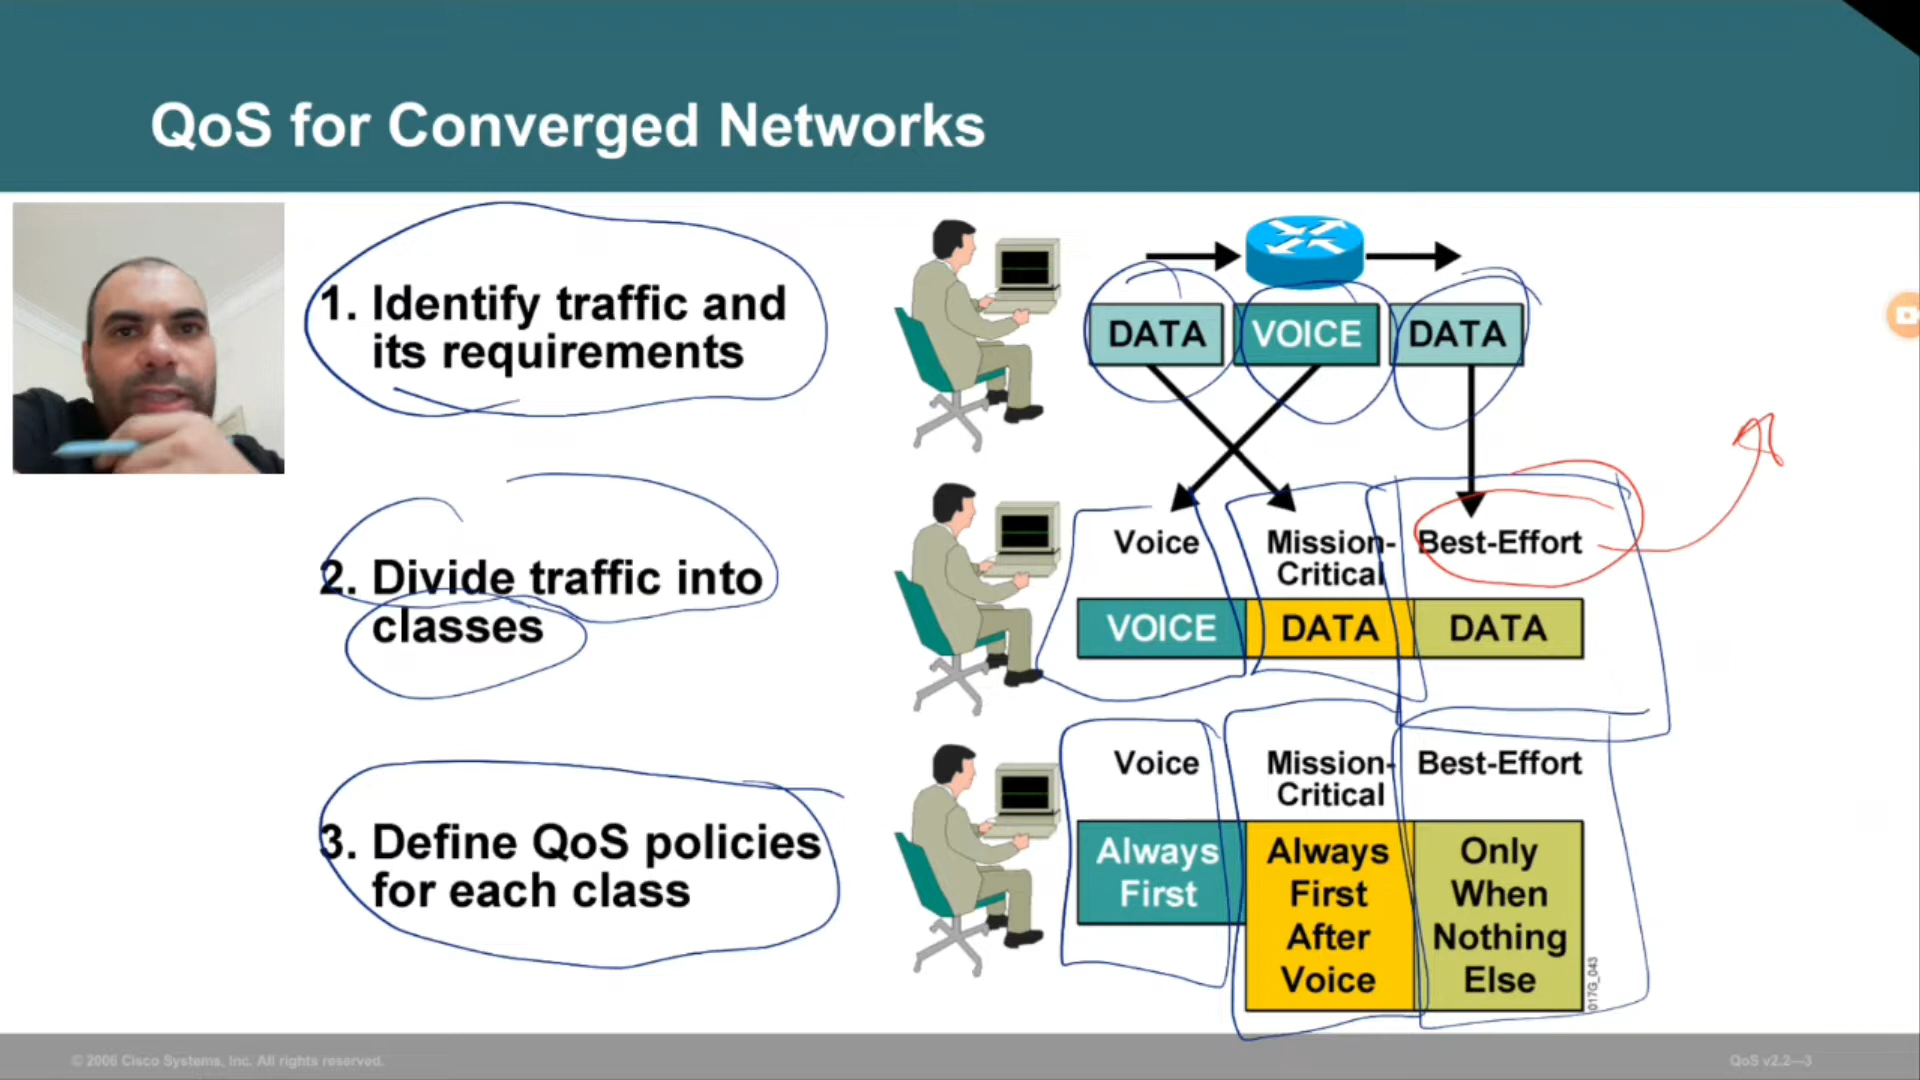 QoS for Converged Networks
1. Identify traffic and
its requirements
DATA
VOICE
DATA
2. Divide traffic into
classes
Voice
Mission-
Critical
Best-Effort
VOICE
DATA
DATA
3. Define QoS policies
for each class
Voice
Mission-
Critical
Best-Effort
Always
First
Always
First
After
Voice
Only
When
Nothing
Else
017G_043
© 2006 Cisco Systems, Inc. All rights reserved.
QoS v2.2—3